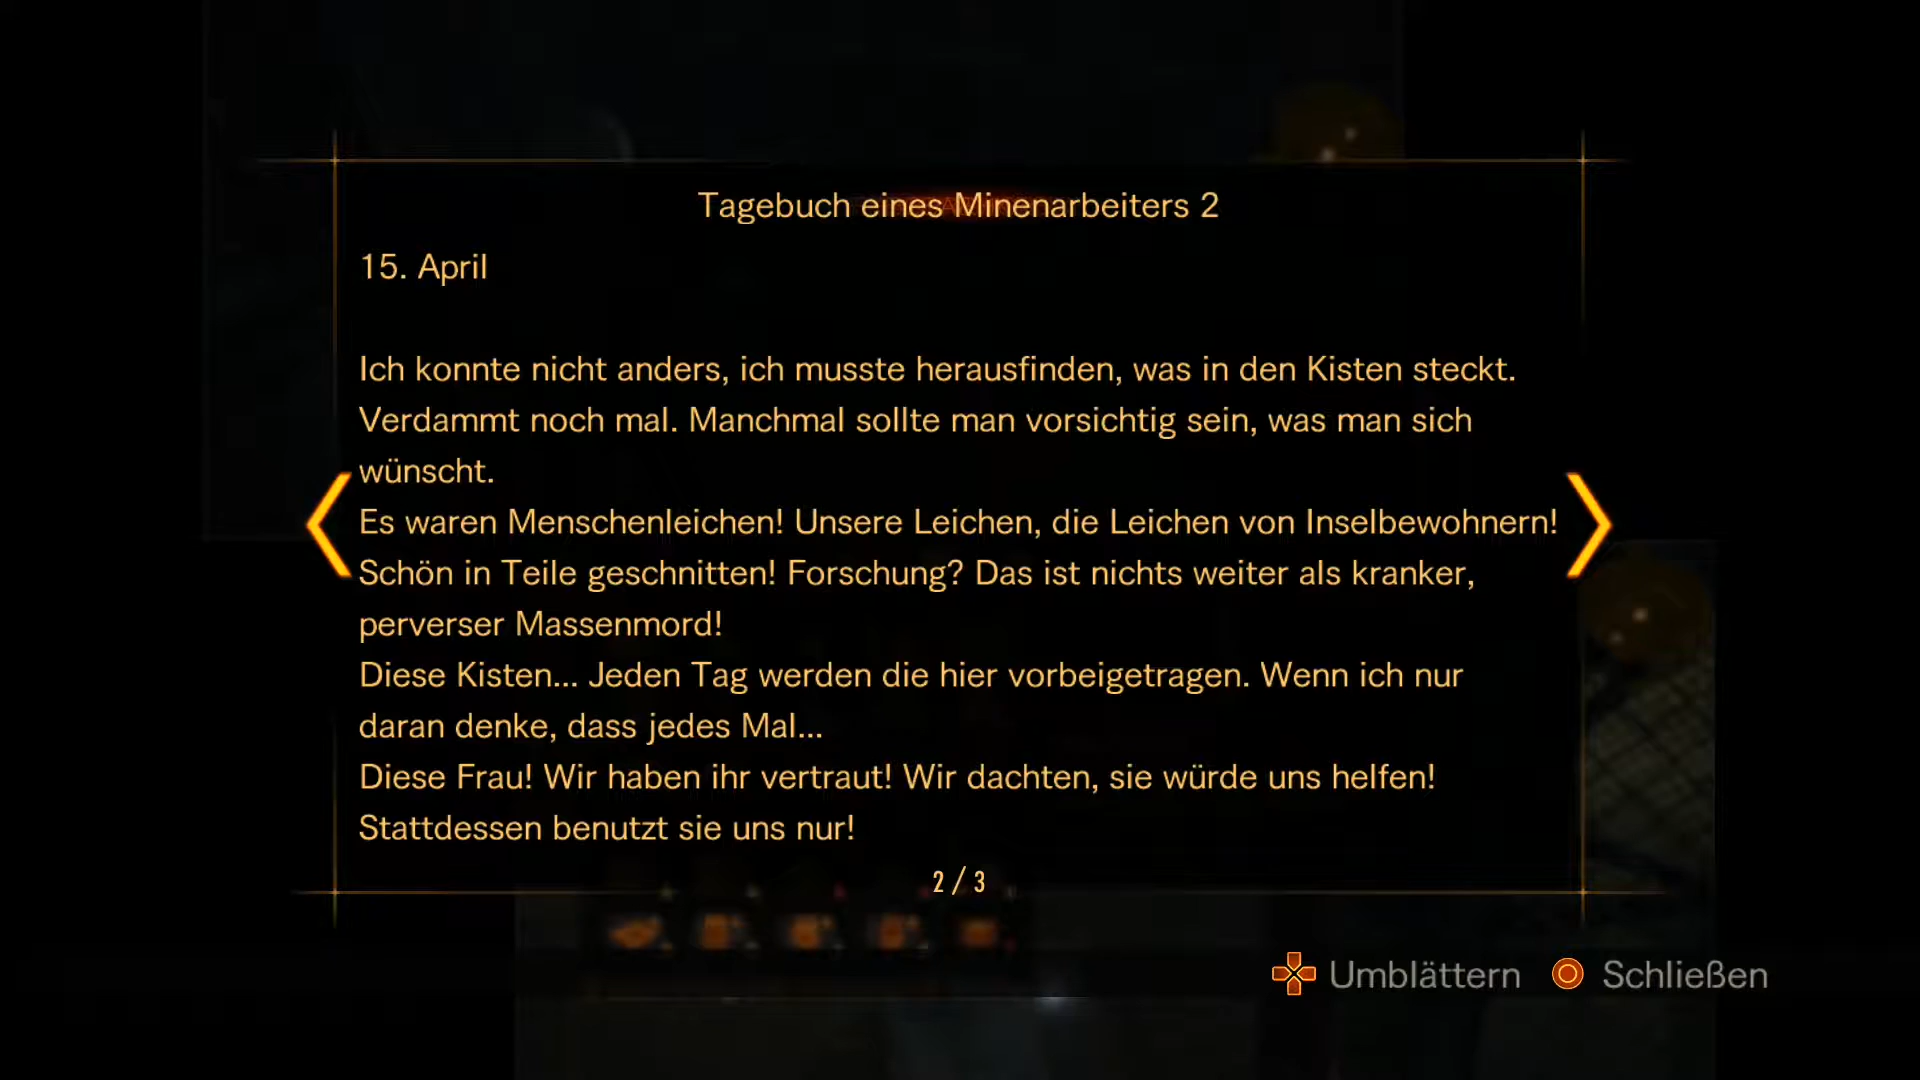 Tagebuch eines Minenarbeiters 2
15. April
Ich konnte nicht anders, ich musste herausfinden, was in den Kisten steckt.
Verdammt noch mal. Manchmal sollte man vorsichtig sein, was man sich
wünscht.
Es waren Menschenleichen! Unsere Leichen, die Leichen von Inselbewohnern!
Schön in Teile geschnitten! Forschung? Das ist nichts weiter als kranker,
perverser Massenmord!
Diese Kisten... Jeden Tag werden die hier vorbeigetragen. Wenn ich nur
daran denke, dass jedes Mal...
Diese Frau! Wir haben ihr vertraut! Wir dachten, sie würde uns helfen!
Stattdessen benutzt sie uns nur!
2 / 3
Umblättern Schließen